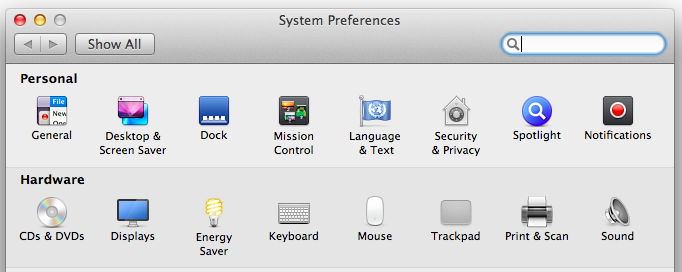 System Preferences
Show All
Personal
File
New
General
Desktop &
Screen Saver
Dock
Mission
Control
Language
& Text
Security
& Privacy
Spotlight
Notifications
Hardware
CDs & DVDs
Displays
Energy
Saver
Keyboard
Mouse
Trackpad
Print & Scan
Sound